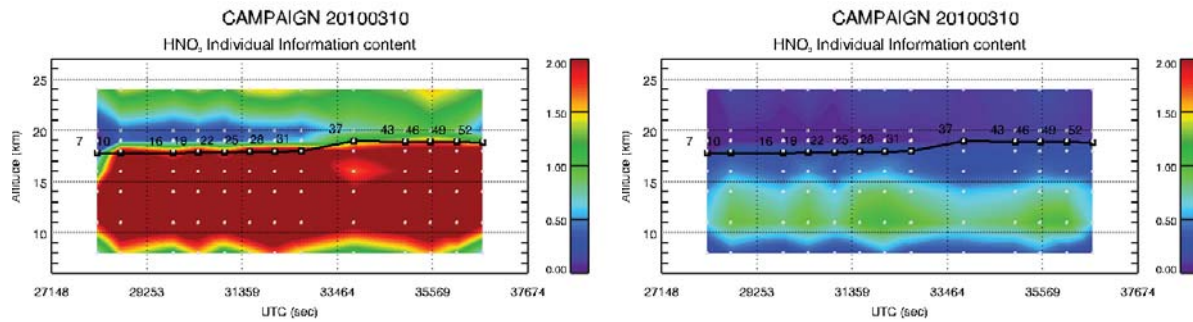 CAMPAIGN 20100310
HNO₃ Individual Information content
25
20
15
10
Altitude (km)
7 10 16 19 22 25 28 31 37 43 46 49 52
27148 29253 31359 33464 35569 37674
UTC (sec)
2.00
1.50
1.00
0.50
0.00
CAMPAIGN 20100310
HNO₃ Individual Information content
25
20
15
10
Altitude (km)
7 10 16 19 22 25 28 31 37 43 46 49 52
27148 29253 31359 33464 35569 37674
UTC (sec)
2.00
1.50
1.00
0.50
0.00